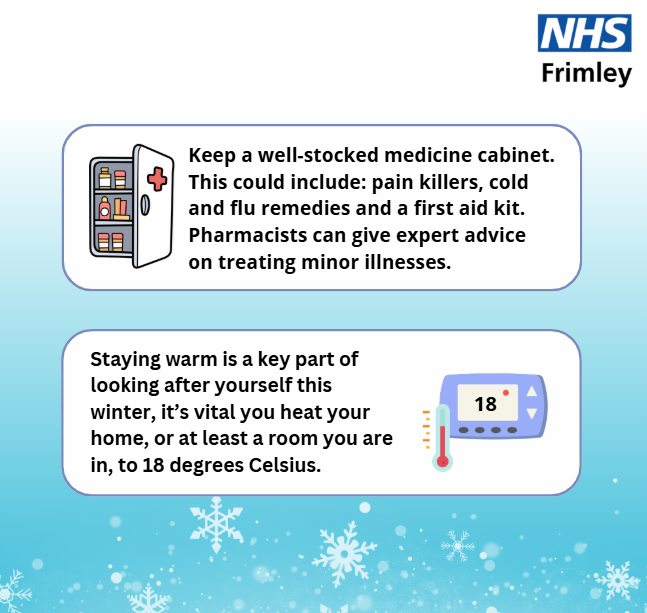 NHS
Frimley
Keep a well-stocked medicine cabinet.
This could include: pain killers, cold
and flu remedies and a first aid kit.
Pharmacists can give expert advice
on treating minor illnesses.
Staying warm is a key part of
looking after yourself this
winter, it’s vital you heat your
home, or at least a room you are
in, to 18 degrees Celsius.
18